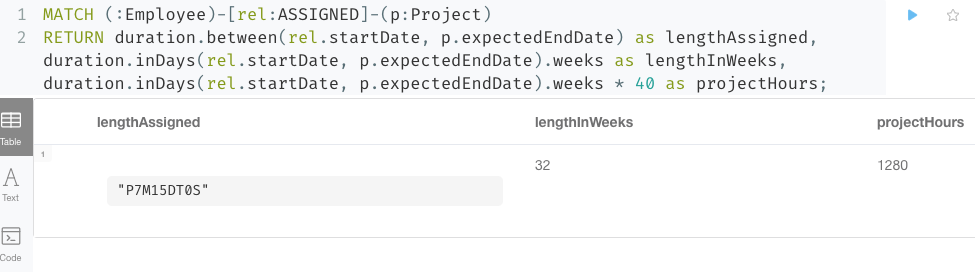 1 MATCH (:Employee)-[rel:ASSIGNED]-(p:Project)
2 RETURN duration.between(rel.startDate, p.expectedEndDate) as lengthAssigned,
duration.inDays(rel.startDate, p.expectedEndDate).weeks as lengthInWeeks,
duration.inDays(rel.startDate, p.expectedEndDate).weeks * 40 as projectHours;
lengthAssigned lengthInWeeks projectHours
Table
1
32 1280
"P7M15DT0S"
A
Text
Code